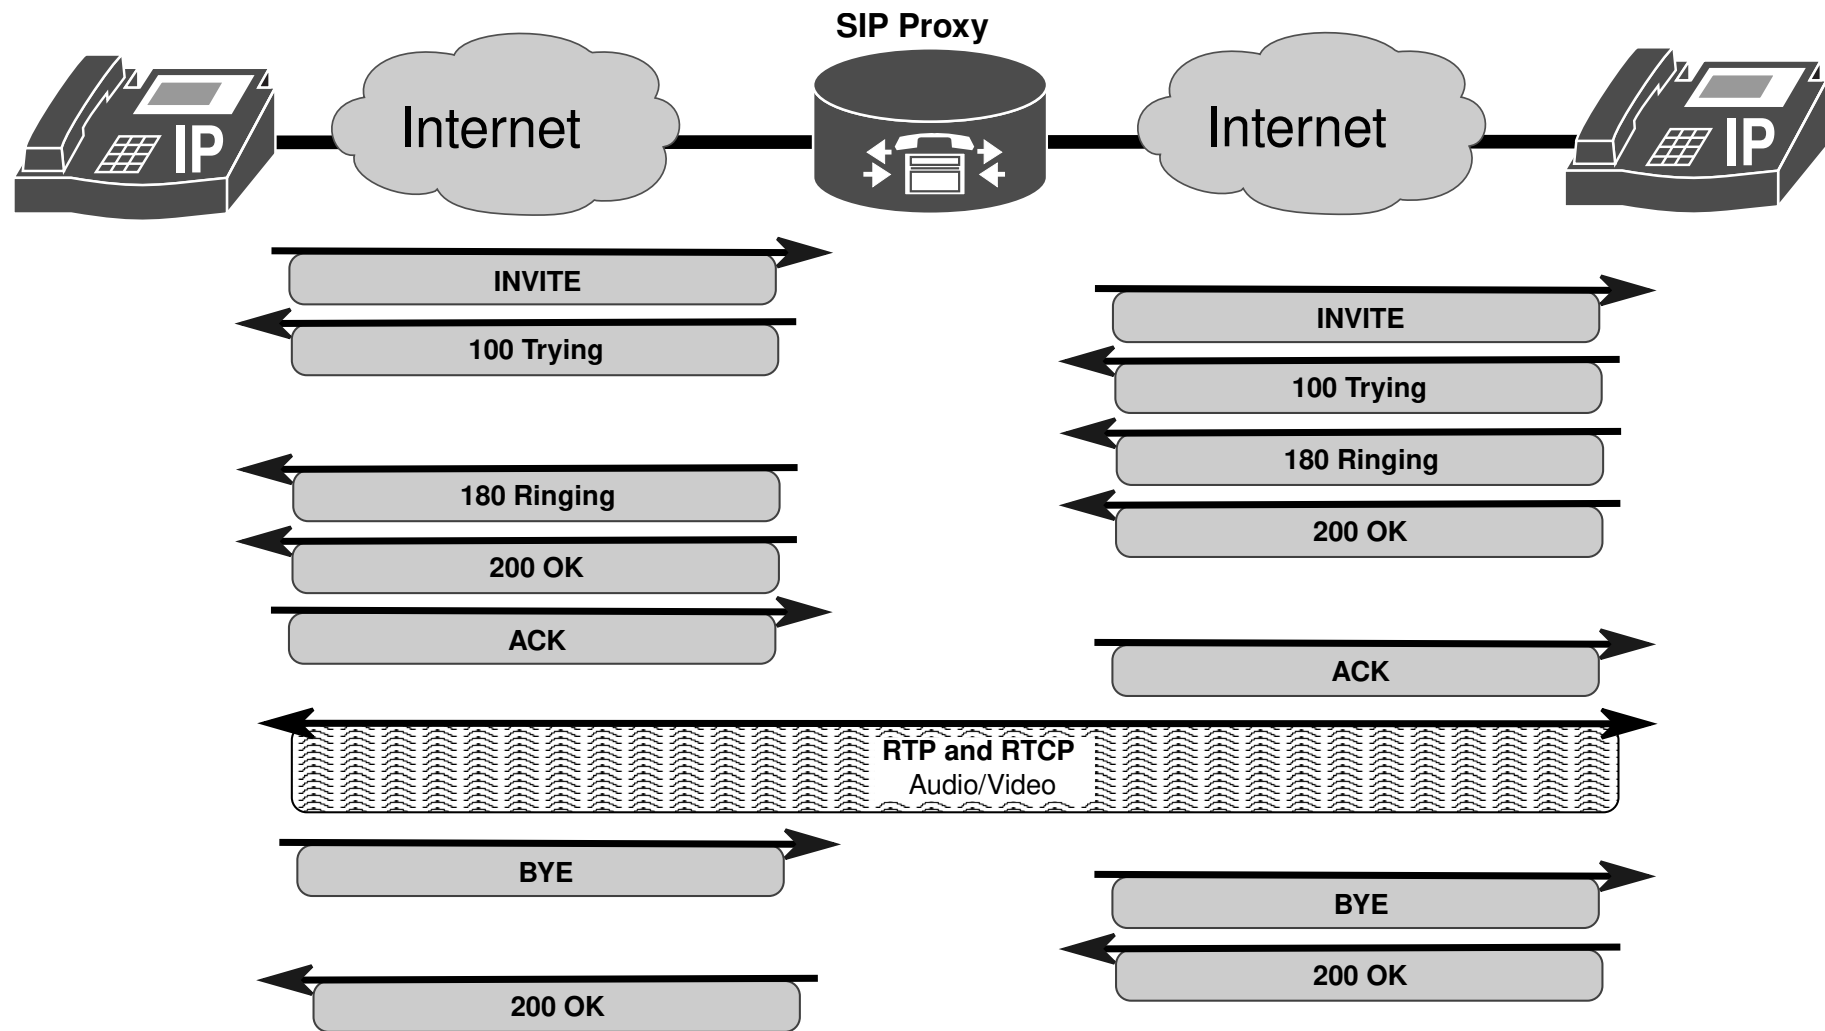 SIP Proxy
IP
Internet
Internet
IP
INVITE
INVITE
100 Trying
100 Trying
180 Ringing
180 Ringing
200 OK
200 OK
ACK
ACK
RTP and RTCP
Audio/Video
BYE
BYE
200 OK
200 OK